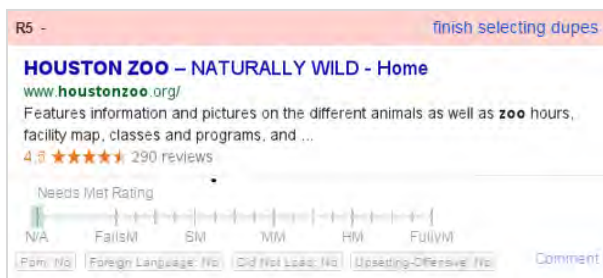 R5 - finish selecting dupes
HOUSTON ZOO – NATURALLY WILD - Home
www.houstonzoo.org/
Features information and pictures on the different animals as well as zoo hours,
facility map, classes and programs, and ...
4.5 ★★★★★ 290 reviews
Needs Met Rating
N/A FailsM SM MM HM FullyM
Porn: No Foreign Language: No Did Not Load: No Upsetting-Offensive: No Comment